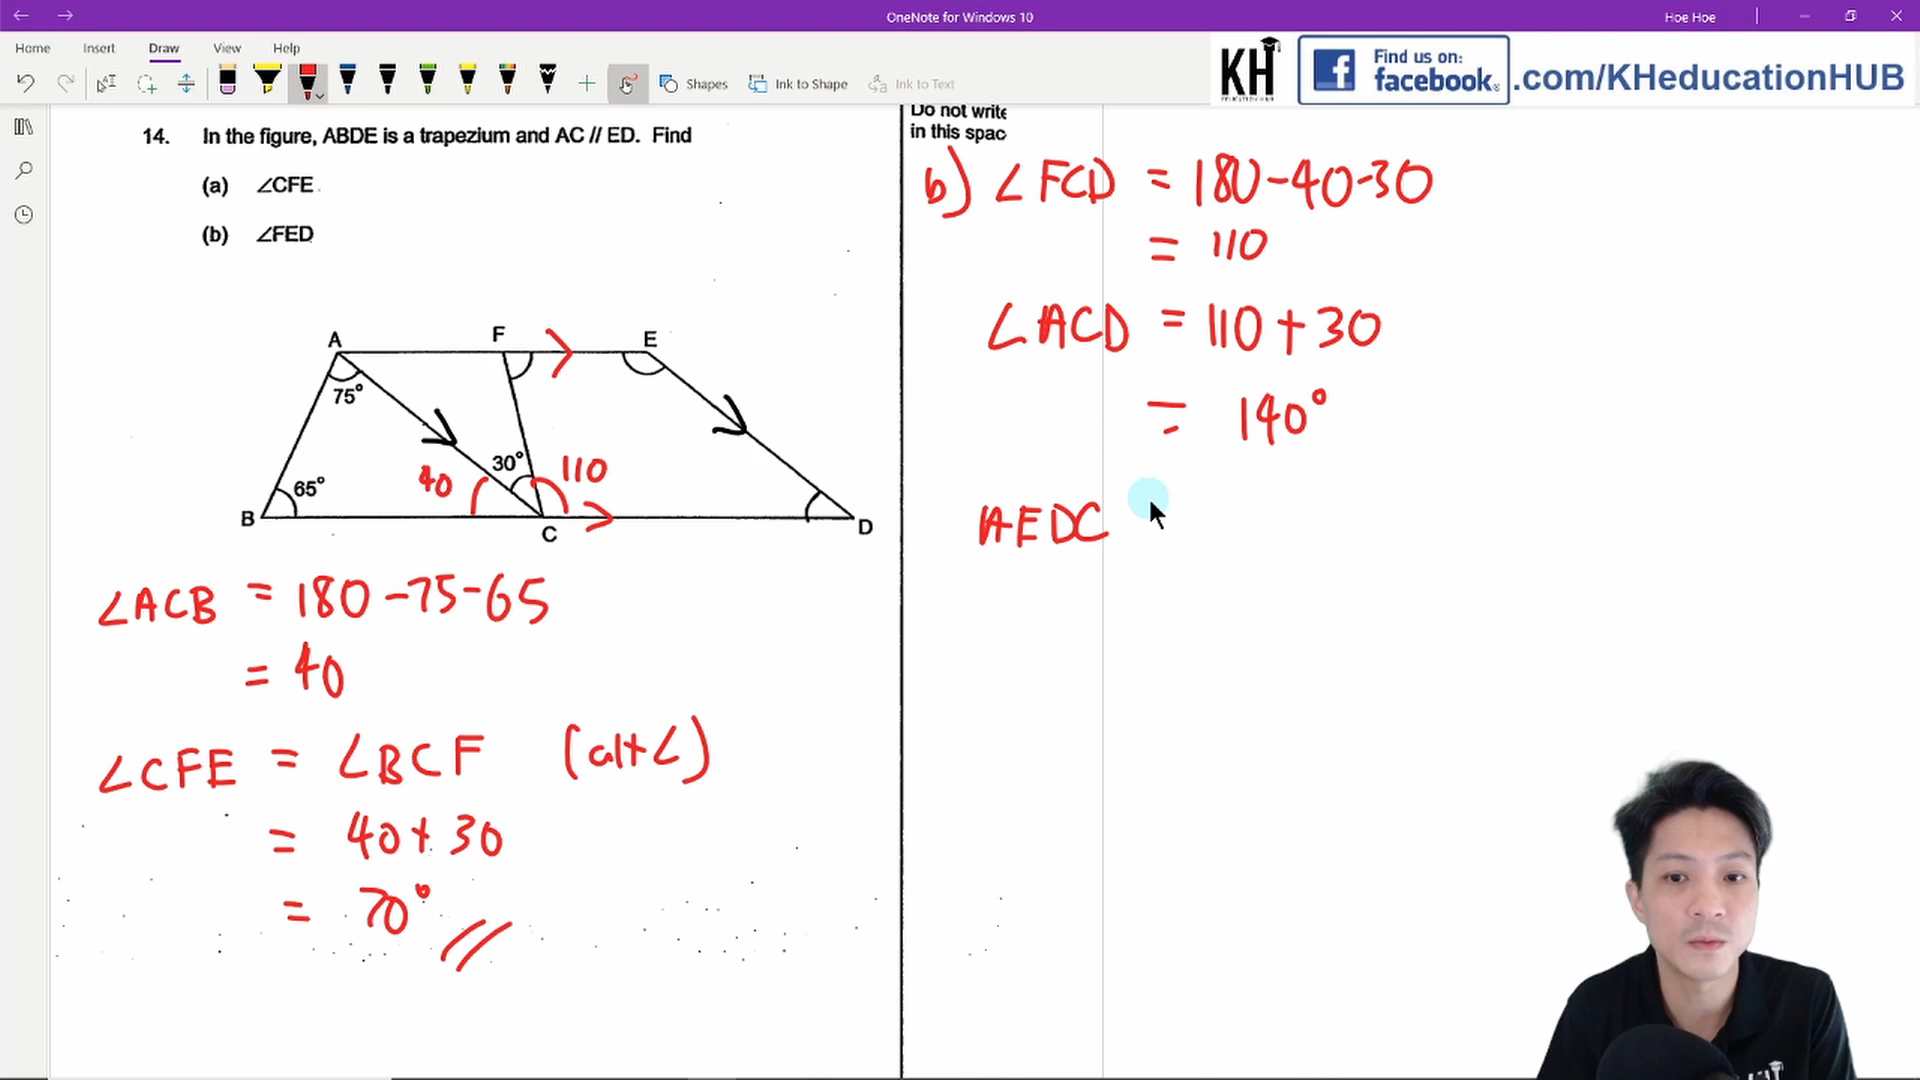 OneNote for Windows 10
Hoe Hoe
Home Insert Draw View Help
Shapes Ink to Shape Ink to Text
KH
EDUCATION HUB
Find us on:
facebook.com/KHeducationHUB
Do not write
in this spac
14. In the figure, ABDE is a trapezium and AC // ED. Find
(a) ∠CFE
(b) ∠FED
A F E
75°
30°
65°
B C D
40
110
∠ACB = 180 - 75 - 65
= 40
∠CFE = ∠BCF (alt∠)
= 40 + 30
= 70°
b) ∠FCD = 180 - 40 - 30
= 110
∠ACD = 110 + 30
= 140°
AEDC